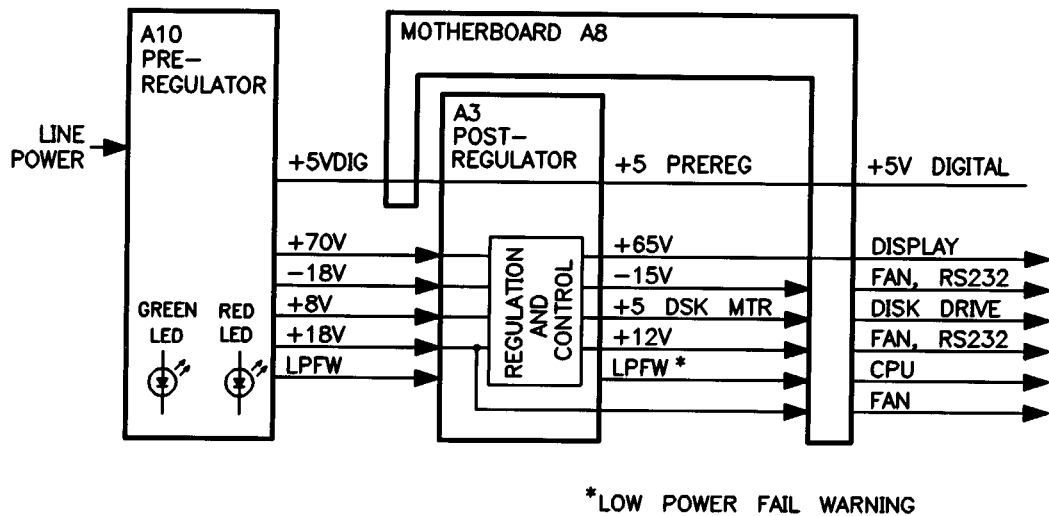 A10
PRE-
REGULATOR
LINE
POWER
GREEN
LED
RED
LED
MOTHERBOARD A8
+5VDIG
+70V
-18V
+8V
+18V
LPFW
A3
POST-
REGULATOR
REGULATION
AND
CONTROL
+5 PREREG
+65V
-15V
+5 DSK MTR
+12V
LPFW*
+5V DIGITAL
DISPLAY
FAN, RS232
DISK DRIVE
FAN, RS232
CPU
FAN
*LOW POWER FAIL WARNING